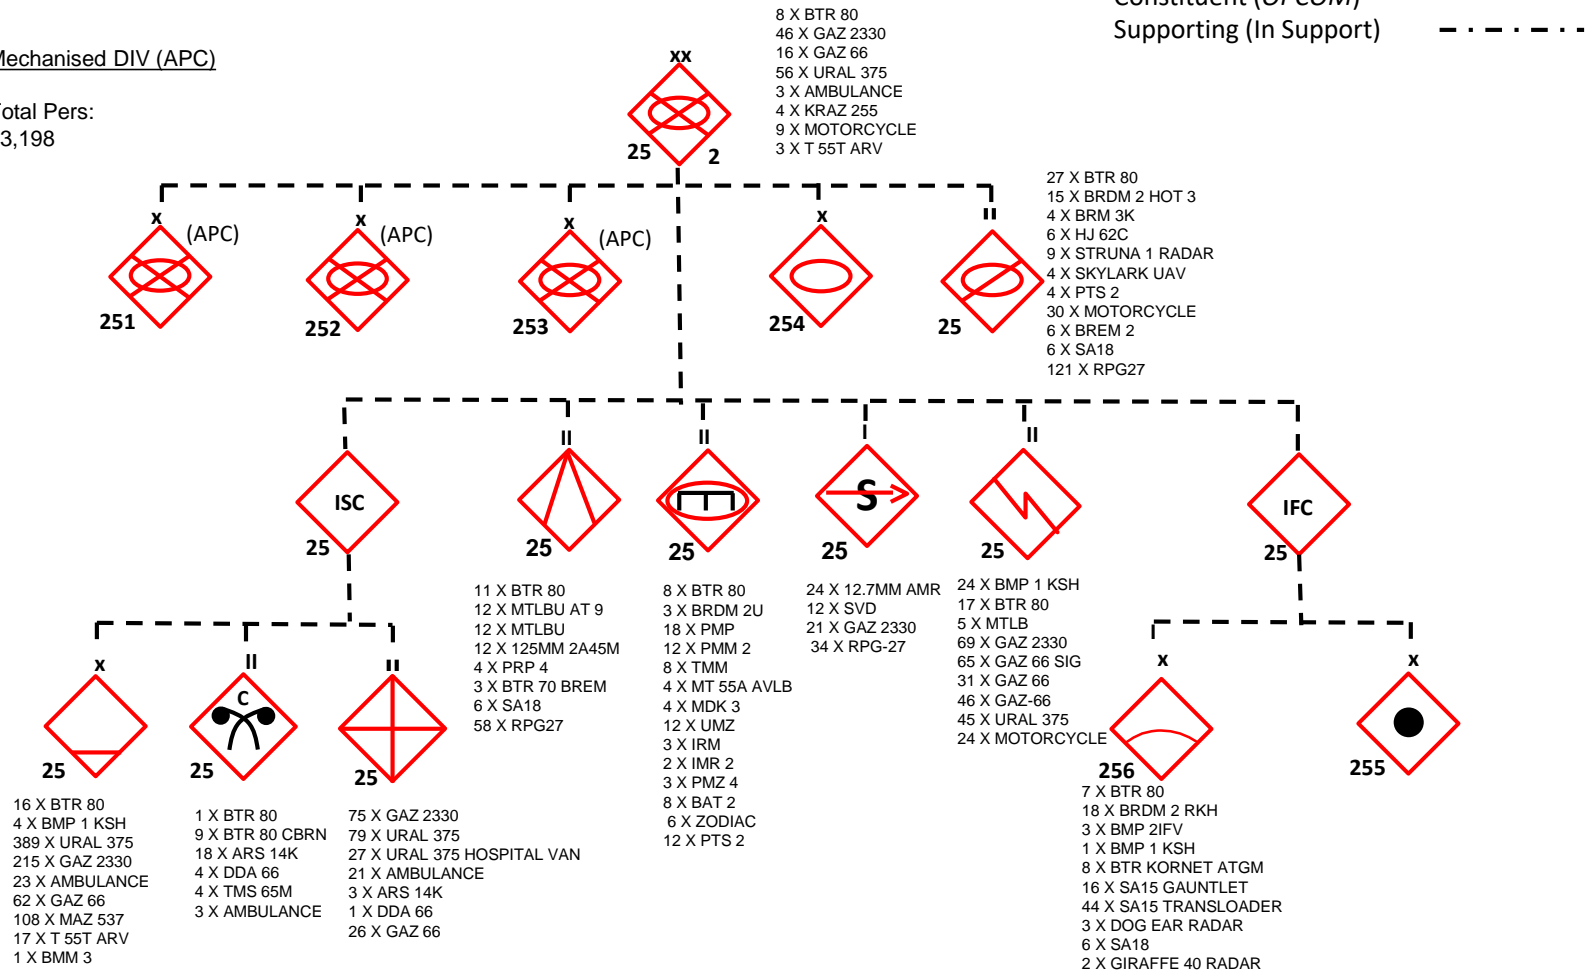 Constituent (OPCOM)
Supporting (In Support)
Mechanised DIV (APC)
Total Pers:
3,198
xx
25 2
8 X BTR 80
46 X GAZ 2330
16 X GAZ 66
56 X URAL 375
3 X AMBULANCE
4 X KRAZ 255
9 X MOTORCYCLE
3 X T 55T ARV
x
(APC)
251
x
(APC)
252
x
(APC)
253
x
254
II
25
27 X BTR 80
15 X BRDM 2 HOT 3
4 X BRM 3K
6 X HJ 62C
9 X STRUNA 1 RADAR
4 X SKYLARK UAV
4 X PTS 2
30 X MOTORCYCLE
6 X BREM 2
6 X SA18
121 X RPG27
ISC
25
II
25
11 X BTR 80
12 X MTLBU AT 9
12 X MTLBU
12 X 125MM 2A45M
4 X PRP 4
3 X BTR 70 BREM
6 X SA18
58 X RPG27
II
25
8 X BTR 80
3 X BRDM 2U
18 X PMP
12 X PMM 2
8 X TMM
4 X MT 55A AVLB
4 X MDK 3
12 X UMZ
3 X IRM
2 X IMR 2
3 X PMZ 4
8 X BAT 2
6 X ZODIAC
12 X PTS 2
I
S
25
24 X 12.7MM AMR
12 X SVD
21 X GAZ 2330
34 X RPG-27
II
25
24 X BMP 1 KSH
17 X BTR 80
5 X MTLB
69 X GAZ 2330
65 X GAZ 66 SIG
31 X GAZ 66
46 X GAZ-66
45 X URAL 375
24 X MOTORCYCLE
IFC
25
x
25
16 X BTR 80
4 X BMP 1 KSH
389 X URAL 375
215 X GAZ 2330
23 X AMBULANCE
62 X GAZ 66
108 X MAZ 537
17 X T 55T ARV
1 X BMM 3
II
C
25
1 X BTR 80
9 X BTR 80 CBRN
18 X ARS 14K
4 X DDA 66
4 X TMS 65M
3 X AMBULANCE
II
25
75 X GAZ 2330
79 X URAL 375
27 X URAL 375 HOSPITAL VAN
21 X AMBULANCE
3 X ARS 14K
1 X DDA 66
26 X GAZ 66
x
256
7 X BTR 80
18 X BRDM 2 RKH
3 X BMP 2IFV
1 X BMP 1 KSH
8 X BTR KORNET ATGM
16 X SA15 GAUNTLET
44 X SA15 TRANSLOADER
3 X DOG EAR RADAR
6 X SA18
2 X GIRAFFE 40 RADAR
x
255